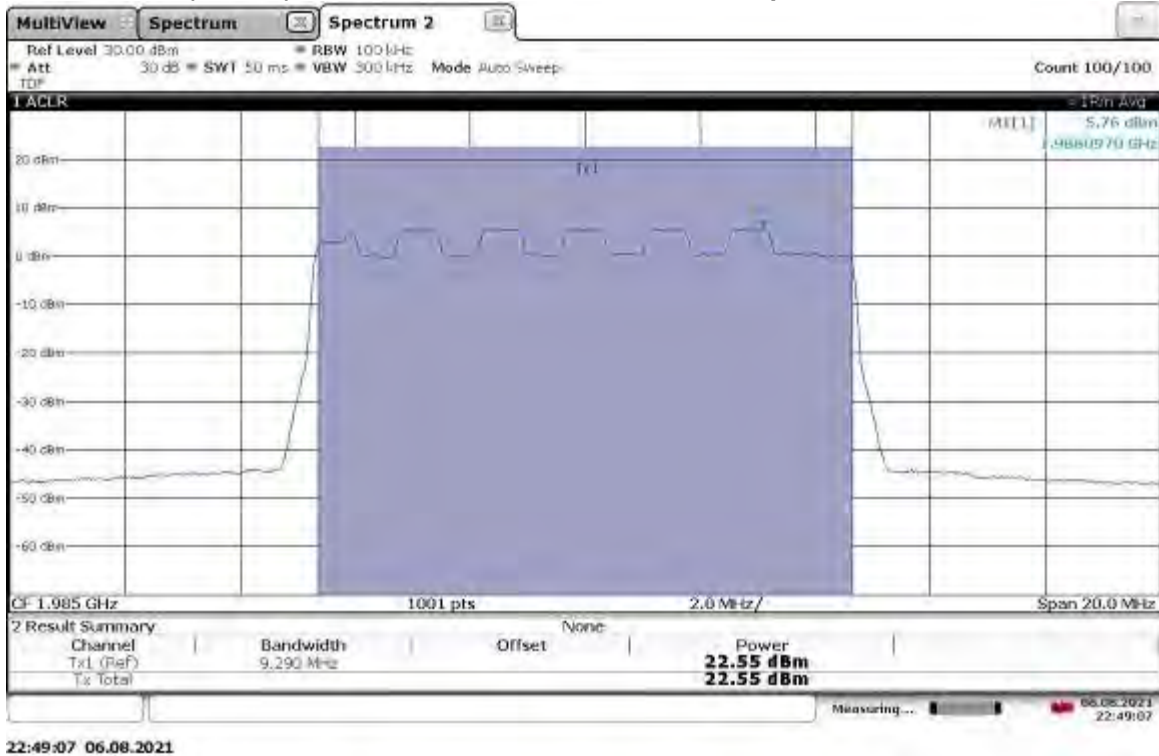 MultiView Spectrum Spectrum 2
Ref Level 30.00 dBm RBW 100 kHz
Att 30 dB SWT 50 ms VBW 300 kHz Mode Auto Sweep Count 100/100
TDF
1 ACLR 1Rm Avg
M1[1] 5.76 dBm
1.9880970 GHz
20 dBm
Tx1
10 dBm
0 dBm
-10 dBm
-20 dBm
-30 dBm
-40 dBm
-50 dBm
-60 dBm
CF 1.985 GHz 1001 pts 2.0 MHz/ Span 20.0 MHz
2 Result Summary None
Channel Bandwidth Offset Power
Tx1 (Ref) 9.290 MHz 22.55 dBm
Tx Total 22.55 dBm
Measuring... 06.08.2021
22:49:07
22:49:07 06.08.2021